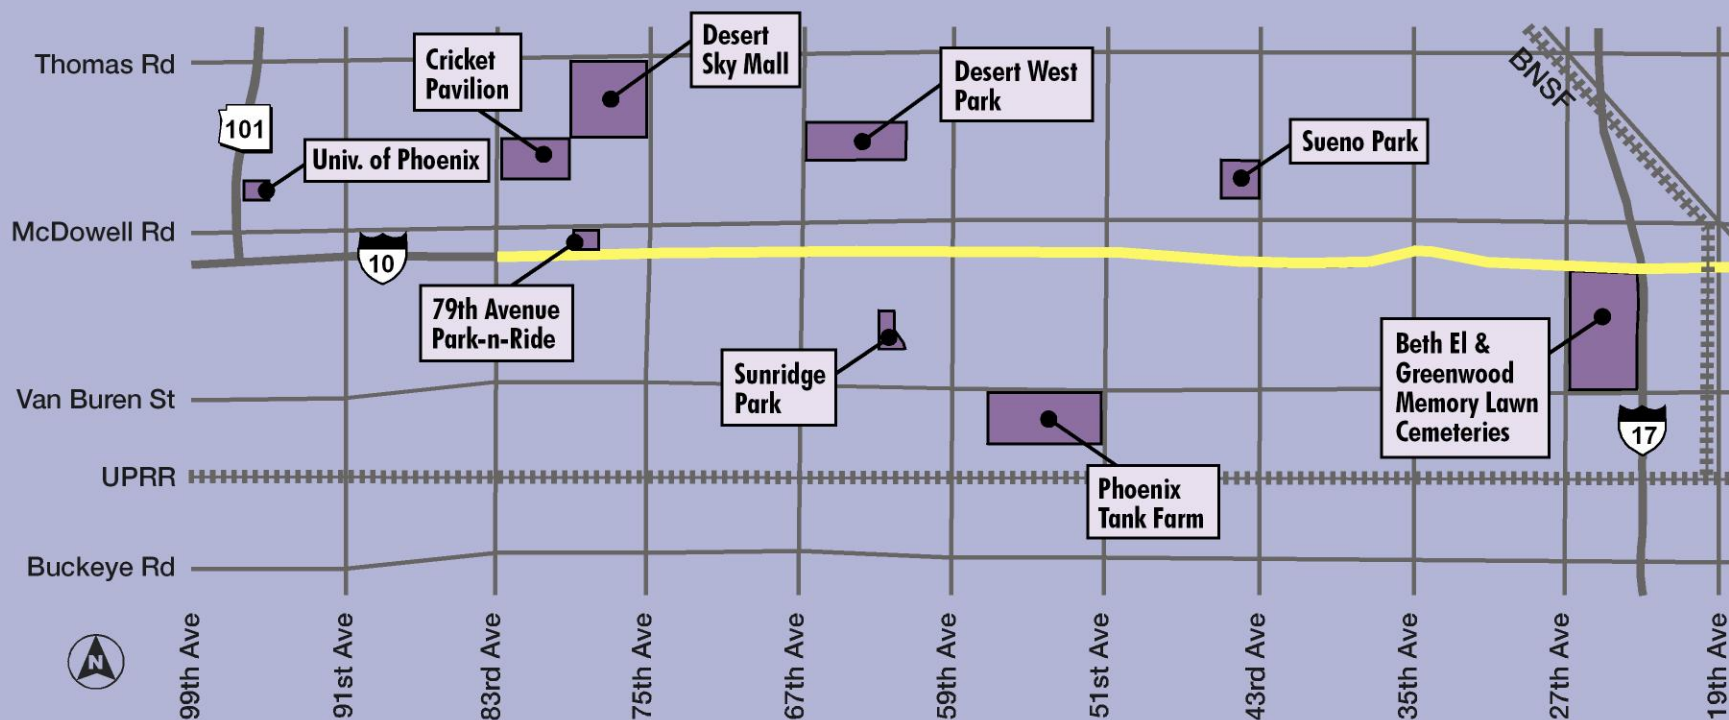 Thomas Rd
McDowell Rd
Van Buren St
UPRR
Buckeye Rd
101
Univ. of Phoenix
Cricket
Pavilion
Desert
Sky Mall
Desert West
Park
Sueno Park
BNSF
10
79th Avenue
Park-n-Ride
Sunridge
Park
Phoenix
Tank Farm
Beth El &
Greenwood
Memory Lawn
Cemeteries
17
N
99th Ave
91st Ave
83rd Ave
75th Ave
67th Ave
59th Ave
51st Ave
43rd Ave
35th Ave
27th Ave
19th Ave